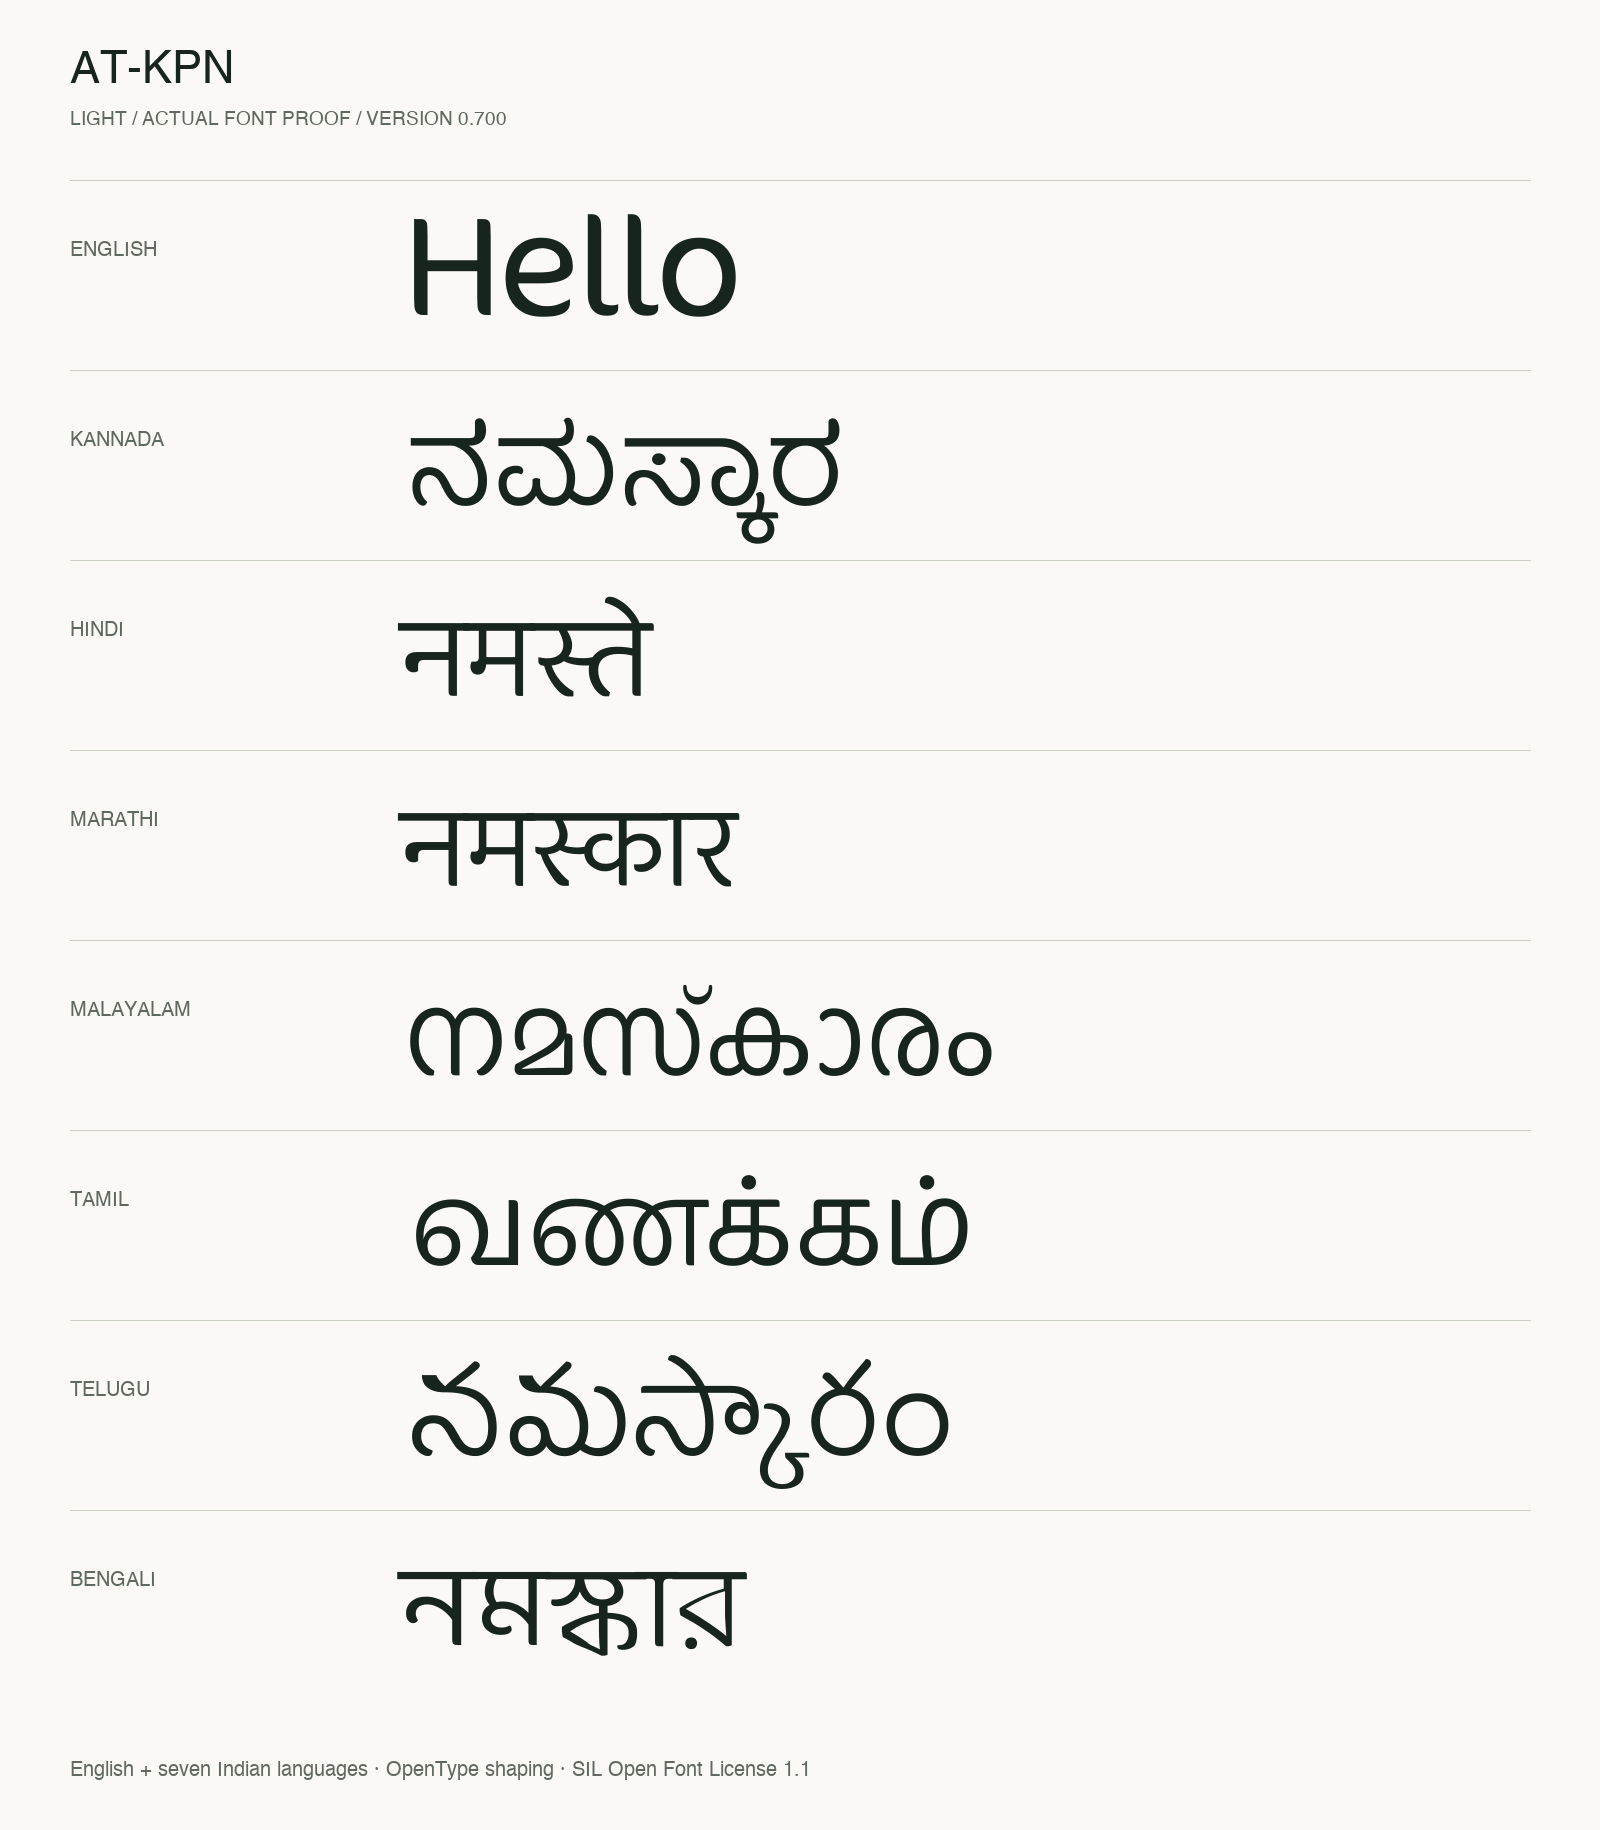 AT-KPN
LIGHT / ACTUAL FONT PROOF / VERSION 0.700
ENGLISH
Hello
KANNADA
ನಮಸ್ಕಾರ
HINDI
नमस्ते
MARATHI
नमस्कार
MALAYALAM
നമസ്കാരം
TAMIL
வணக்கம்
TELUGU
నమస్కారం
BENGALI
নমস্কার
English + seven Indian languages · OpenType shaping · SIL Open Font License 1.1